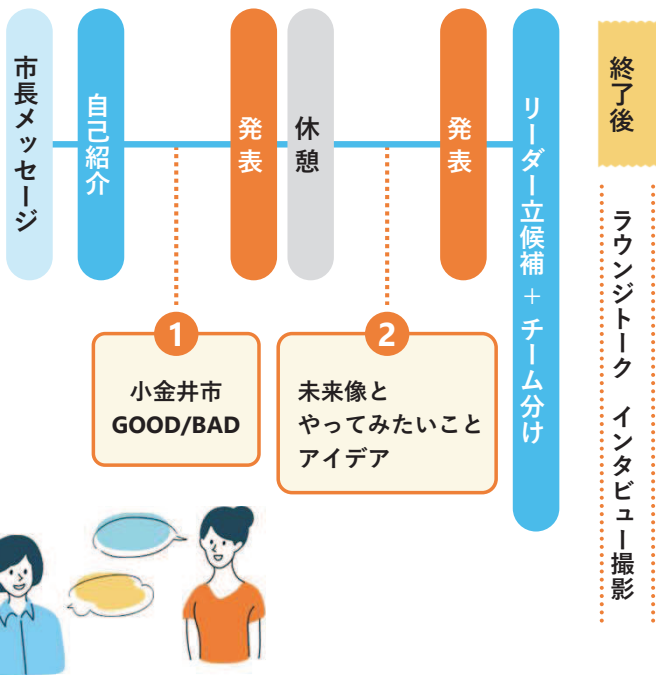 市長メッセージ
自己紹介
発表
休憩
発表
リーダー立候補 + チーム分け
1
小金井市
GOOD/BAD
2
未来像と
やってみたいこと
アイデア
終了後
ラウンジトーク インタビュー撮影